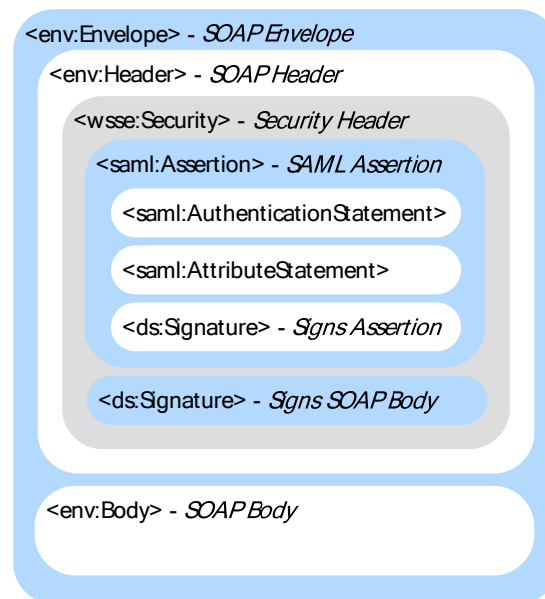 <env:Envelope> - SOAP Envelope
<env:Header> - SOAP Header
<wsse:Security> - Security Header
<saml:Assertion> - SAML Assertion
<saml:AuthenticationStatement>
<saml:AttributeStatement>
<ds:Signature> - Signs Assertion
<ds:Signature> - Signs SOAP Body
<env:Body> - SOAP Body